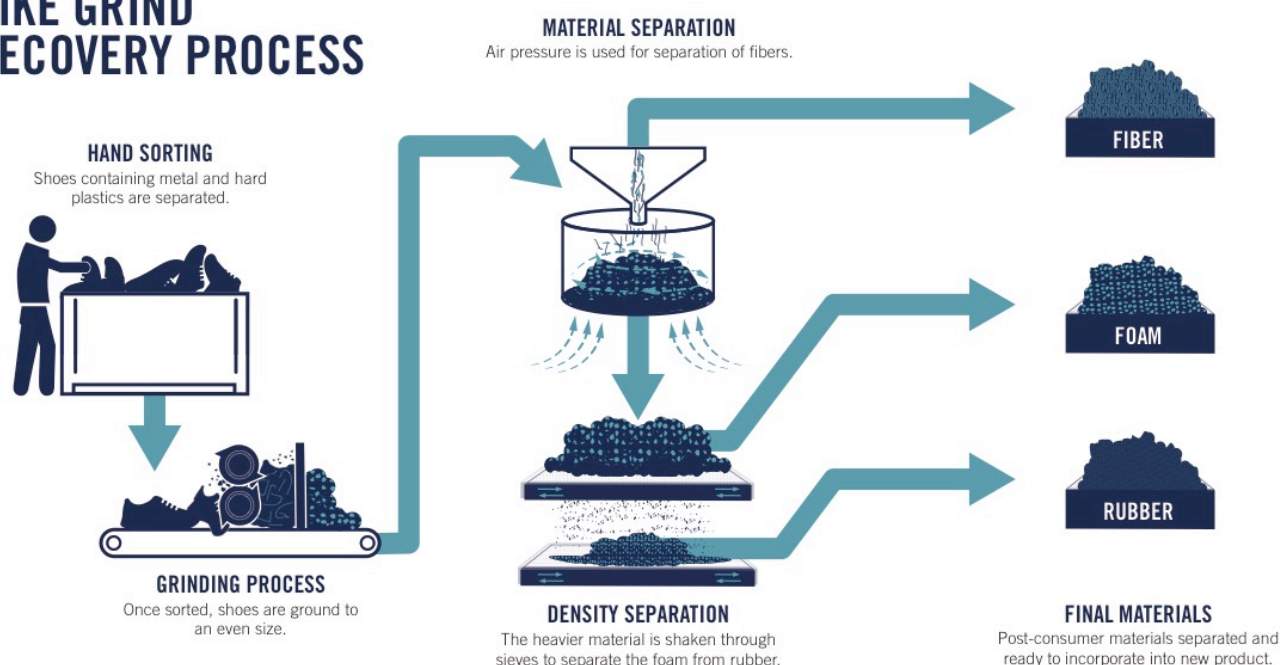 IKE GRIND
ECOVERY PROCESS
HAND SORTING
Shoes containing metal and hard
plastics are separated.
GRINDING PROCESS
Once sorted, shoes are ground to
an even size.
MATERIAL SEPARATION
Air pressure is used for separation of fibers.
DENSITY SEPARATION
The heavier material is shaken through
sieves to separate the foam from rubber.
FIBER
FOAM
RUBBER
FINAL MATERIALS
Post-consumer materials separated and
ready to incorporate into new product.